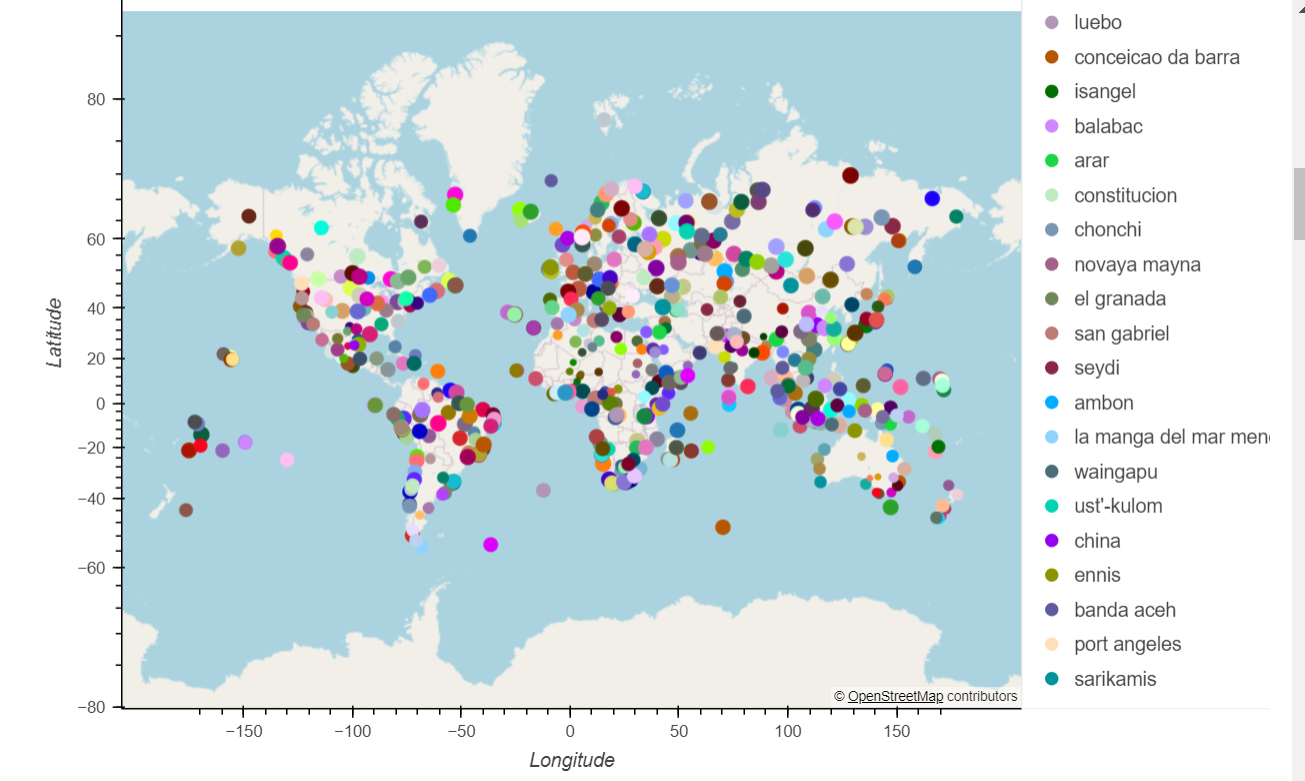 luebo
conceicao da barra
isangel
balabac
arar
constitucion
chonchi
novaya mayna
el granada
san gabriel
seydi
ambon
la manga del mar men
waingapu
ust'-kulom
china
ennis
banda aceh
port angeles
sarikamis
80
60
40
20
0
−20
−40
−60
−80
Latitude
© OpenStreetMap contributors
−150 −100 −50 0 50 100 150
Longitude